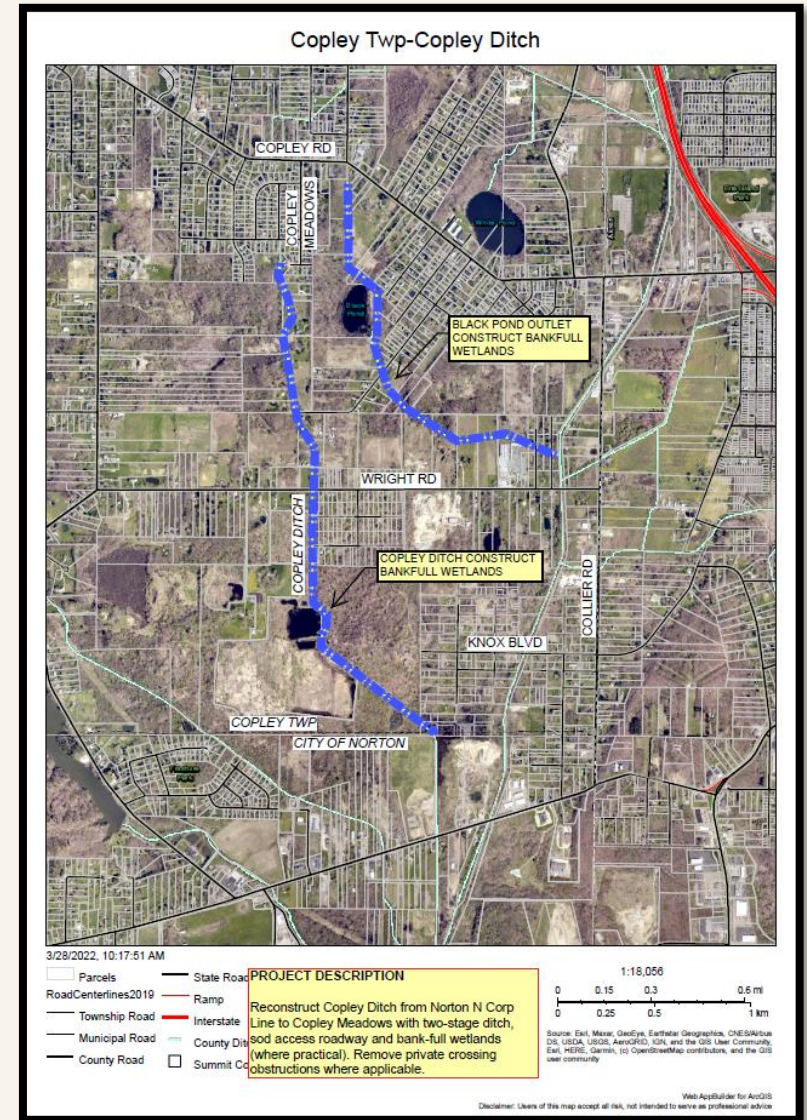 Copley Twp-Copley Ditch
COPLEY RD
COPLEY
MEADOWS
BLACK POND OUTLET
CONSTRUCT BANKFULL
WETLANDS
WRIGHT RD
COPLEY DITCH
COPLEY DITCH CONSTRUCT
BANKFULL WETLANDS
COLLIER RD
KNOX BLVD
COPLEY TWP
CITY OF NORTON
3/28/2022, 10:17:51 AM
Parcels
RoadCenterlines2019
Township Road
Municipal Road
County Road
State Road
Ramp
Interstate
County Dit
Summit Co
PROJECT DESCRIPTION
Reconstruct Copley Ditch from Norton N Corp
Line to Copley Meadows with two-stage ditch,
sod access roadway and bank-full wetlands
(where practical). Remove private crossing
obstructions where applicable.
1:18,056
0 0.15 0.3 0.6 mi
0 0.25 0.5 1 km
Source: Esri, Maxar, GeoEye, Earthstar Geographics, CNES/Airbus
DS, USDA, USGS, AeroGRID, IGN, and the GIS User Community,
Esri, HERE, Garmin, (c) OpenStreetMap contributors, and the GIS
user community
Web AppBuilder for ArcGIS
Disclaimer: Users of this map accept all risk, not intended to serve as professional advice